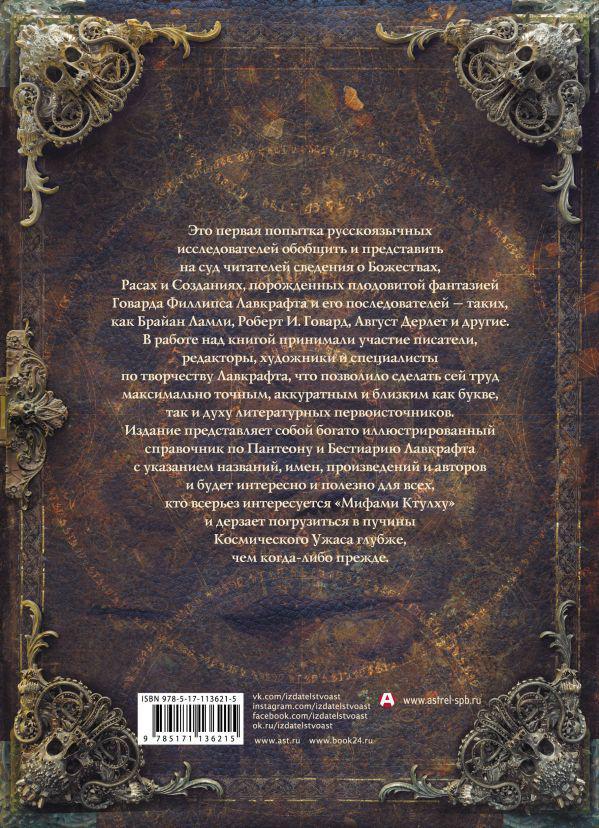 Это первая попытка русскоязычных
исследователей обобщить и представить
на суд читателей сведения о Божествах,
Расах и Созданиях, порожденных плодовитой фантазией
Говарда Филлипса Лавкрафта и его последователей — таких,
как Брайан Ламли, Роберт И. Говард, Август Дерлет и другие.
В работе над книгой принимали участие писатели,
редакторы, художники и специалисты
по творчеству Лавкрафта, что позволило сделать сей труд
максимально точным, аккуратным и близким как букве,
так и духу литературных первоисточников.
Издание представляет собой богато иллюстрированный
справочник по Пантеону и Бестиарию Лавкрафта
с указанием названий, имен, произведений и авторов
и будет интересно и полезно для всех,
кто всерьез интересуется «Мифами Ктулху»
и дерзает погрузиться в пучины
Космического Ужаса глубже,
чем когда-либо прежде.
ISBN 978-5-17-113621-5
9 785171 136215
vk.com/izdatelstvoast
instagram.com/izdatelstvoast
facebook.com/izdatelstvoast
ok.ru/izdatelstvoast
www.ast.ru www.book24.ru
А www.astrel-spb.ru